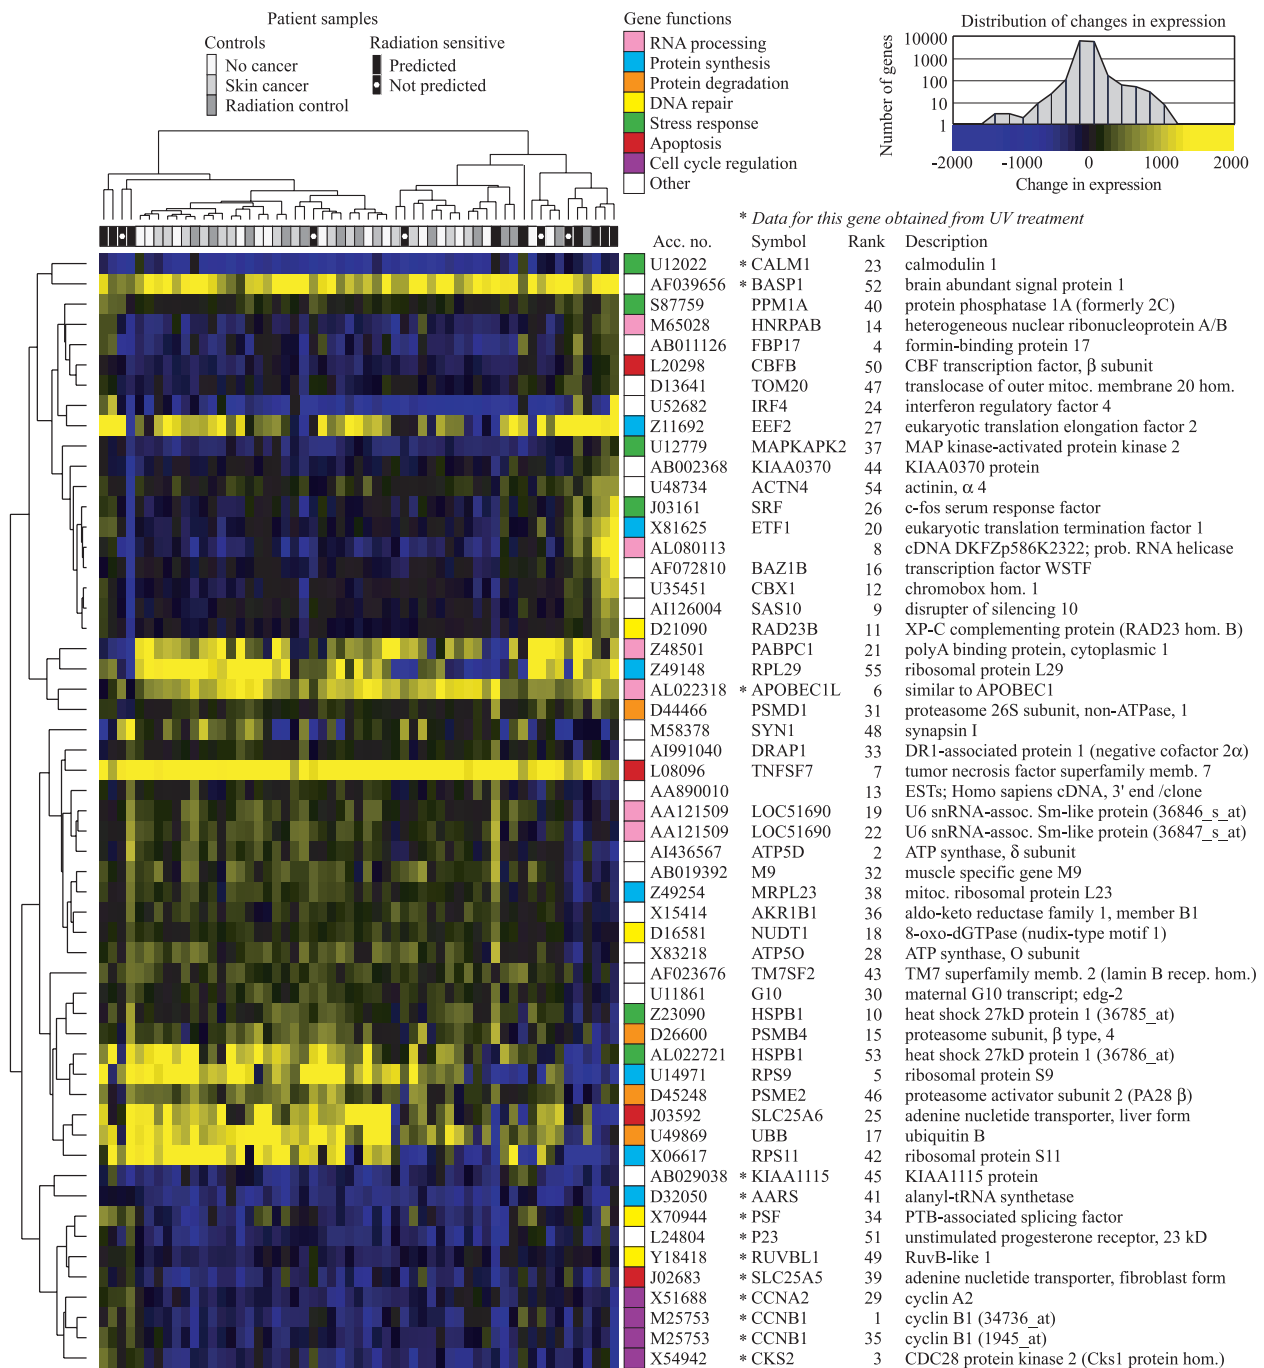 Patient samples
Controls
No cancer
Skin cancer
Radiation control
Radiation sensitive
Predicted
Not predicted
Gene functions
RNA processing
Protein synthesis
Protein degradation
DNA repair
Stress response
Apoptosis
Cell cycle regulation
Other
Distribution of changes in expression
Number of genes
10000
1000
100
10
1
-2000 -1000 0 1000 2000
Change in expression
* Data for this gene obtained from UV treatment
Acc. no. Symbol Rank Description
U12022 * CALM1 23 calmodulin 1
AF039656 * BASP1 52 brain abundant signal protein 1
S87759 PPM1A 40 protein phosphatase 1A (formerly 2C)
M65028 HNRPAB 14 heterogeneous nuclear ribonucleoprotein A/B
AB011126 FBP17 4 formin-binding protein 17
L20298 CBFB 50 CBF transcription factor, β subunit
D13641 TOM20 47 translocase of outer mitoc. membrane 20 hom.
U52682 IRF4 24 interferon regulatory factor 4
Z11692 EEF2 27 eukaryotic translation elongation factor 2
U12779 MAPKAPK2 37 MAP kinase-activated protein kinase 2
AB002368 KIAA0370 44 KIAA0370 protein
U48734 ACTN4 54 actinin, α 4
J03161 SRF 26 c-fos serum response factor
X81625 ETF1 20 eukaryotic translation termination factor 1
AL080113 8 cDNA DKFZp586K2322; prob. RNA helicase
AF072810 BAZ1B 16 transcription factor WSTF
U35451 CBX1 12 chromobox hom. 1
AI126004 SAS10 9 disrupter of silencing 10
D21090 RAD23B 11 XP-C complementing protein (RAD23 hom. B)
Z48501 PABPC1 21 polyA binding protein, cytoplasmic 1
Z49148 RPL29 55 ribosomal protein L29
AL022318 * APOBEC1L 6 similar to APOBEC1
D44466 PSMD1 31 proteasome 26S subunit, non-ATPase, 1
M58378 SYN1 48 synapsin I
AI991040 DRAP1 33 DR1-associated protein 1 (negative cofactor 2α)
L08096 TNFSF7 7 tumor necrosis factor superfamily memb. 7
AA890010 13 ESTs; Homo sapiens cDNA, 3' end /clone
AA121509 LOC51690 19 U6 snRNA-assoc. Sm-like protein (36846_s_at)
AA121509 LOC51690 22 U6 snRNA-assoc. Sm-like protein (36847_s_at)
AI436567 ATP5D 2 ATP synthase, δ subunit
AB019392 M9 32 muscle specific gene M9
Z49254 MRPL23 38 mitoc. ribosomal protein L23
X15414 AKR1B1 36 aldo-keto reductase family 1, member B1
D16581 NUDT1 18 8-oxo-dGTPase (nudix-type motif 1)
X83218 ATP5O 28 ATP synthase, O subunit
AF023676 TM7SF2 43 TM7 superfamily memb. 2 (lamin B recep. hom.)
U11861 G10 30 maternal G10 transcript; edg-2
Z23090 HSPB1 10 heat shock 27kD protein 1 (36785_at)
D26600 PSMB4 15 proteasome subunit, β type, 4
AL022721 HSPB1 53 heat shock 27kD protein 1 (36786_at)
U14971 RPS9 5 ribosomal protein S9
D45248 PSME2 46 proteasome activator subunit 2 (PA28 β)
J03592 SLC25A6 25 adenine nucletide transporter, liver form
U49869 UBB 17 ubiquitin B
X06617 RPS11 42 ribosomal protein S11
AB029038 * KIAA1115 45 KIAA1115 protein
D32050 * AARS 41 alanyl-tRNA synthetase
X70944 * PSF 34 PTB-associated splicing factor
L24804 * P23 51 unstimulated progesterone receptor, 23 kD
Y18418 * RUVBL1 49 RuvB-like 1
J02683 * SLC25A5 39 adenine nucletide transporter, fibroblast form
X51688 * CCNA2 29 cyclin A2
M25753 * CCNB1 1 cyclin B1 (34736_at)
M25753 * CCNB1 35 cyclin B1 (1945_at)
X54942 * CKS2 3 CDC28 protein kinase 2 (Cks1 protein hom.)